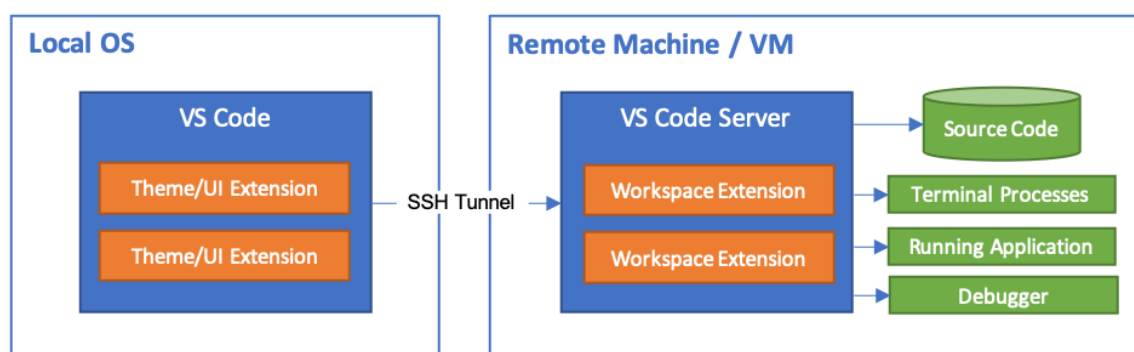 Local OS
VS Code
Theme/UI Extension
Theme/UI Extension
SSH Tunnel
Remote Machine / VM
VS Code Server
Workspace Extension
Workspace Extension
Source Code
Terminal Processes
Running Application
Debugger